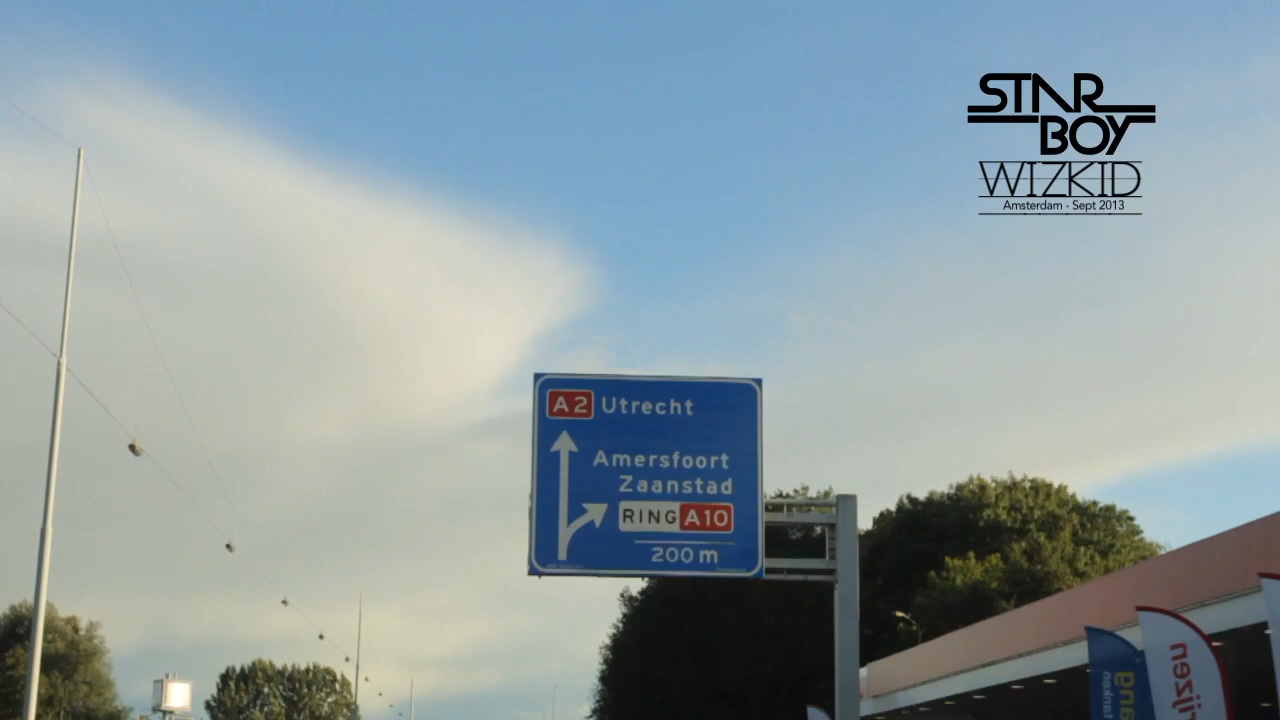 STAR
BOY
WIZKID
Amsterdam - Sept 2013
A2 Utrecht
Amersfoort
Zaanstad
RING A10
200 m